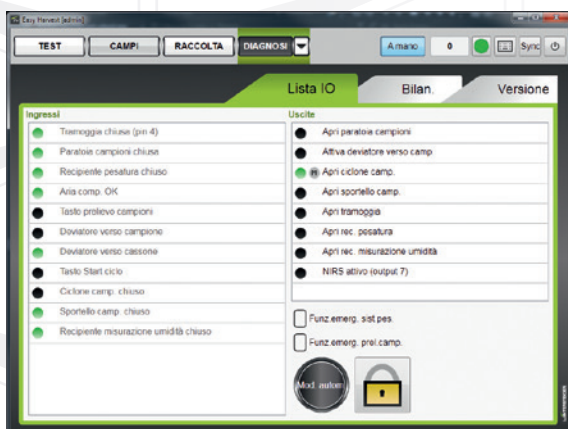 Easy Harvest [admin]
TEST
CAMPI
RACCOLTA
DIAGNOSI
A mano
0
Sync
Lista IO
Bilan.
Versione
Ingressi
Tramoggia chiusa (pin 4)
Paratoia campioni chiusa
Recipiente pesatura chiuso
Aria comp. OK
Tasto prelievo campioni
Deviatore verso campione
Deviatore verso cassone
Tasto Start ciclo
Ciclone camp. chiuso
Sportello camp. chiuso
Recipiente misurazione umidità chiuso
Uscite
Apri paratoia campioni
Attiva deviatore verso camp
M Apri ciclone camp.
Apri sportello camp.
Apri tramoggia
Apri rec. pesatura
Apri rec. misurazione umidità
NIRS attivo (output 7)
Funz.emerg. sist.pes.
Funz.emerg. prel.camp.
Mod. autom